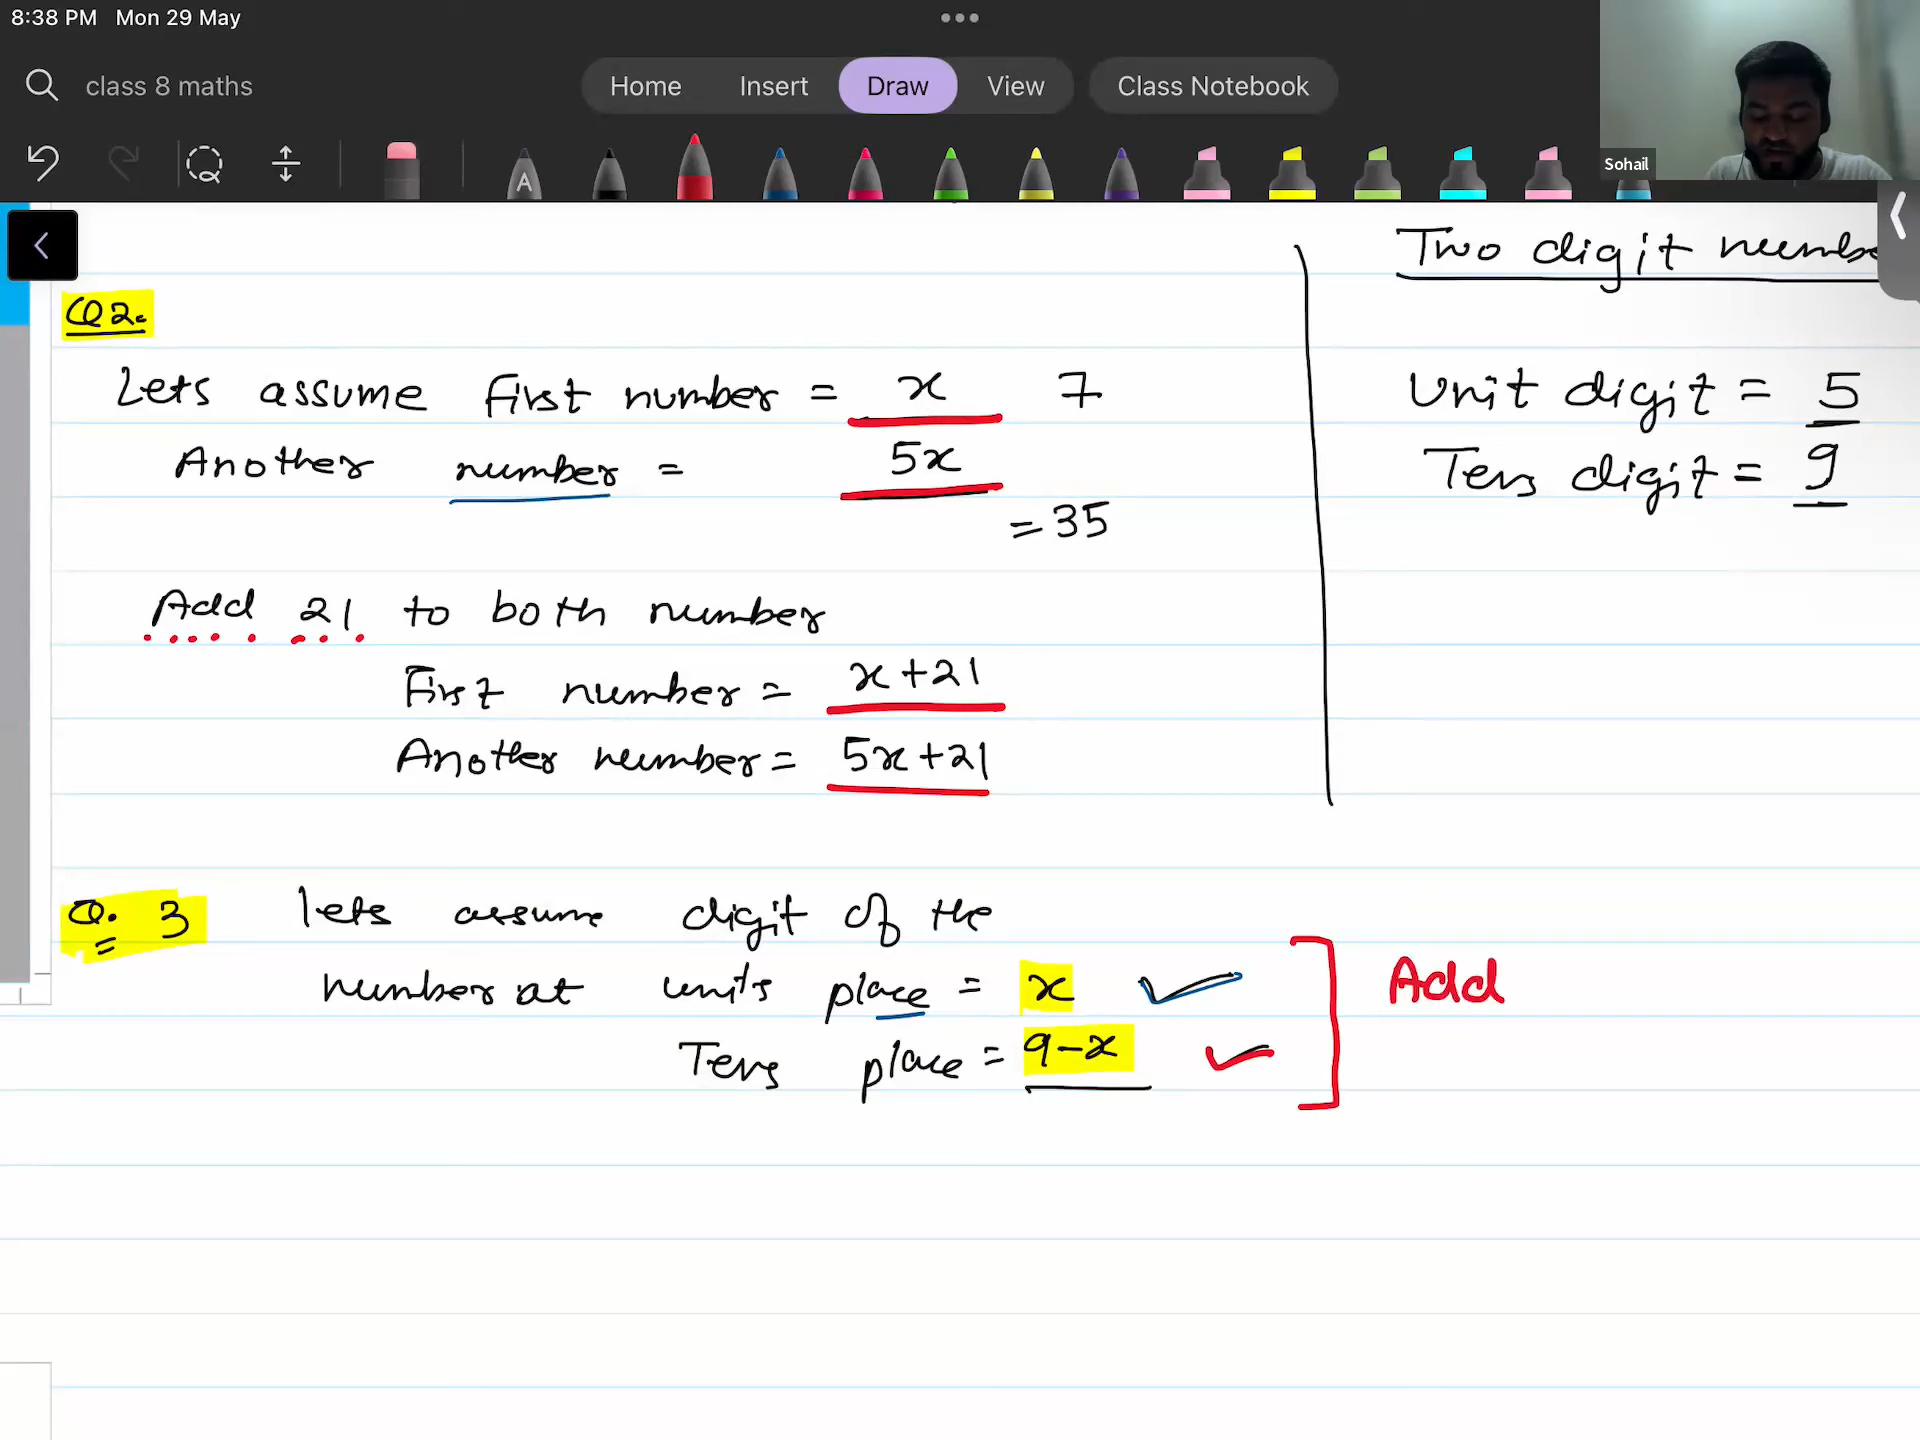 8:38 PM Mon 29 May
class 8 maths
Home Insert Draw View Class Notebook
A
Sohail
Q2.
Lets assume First number = x 7
Another number = 5x
= 35
Add 21 to both number
First number = x+21
Another number = 5x+21
Two digit numbe
Unit digit = 5
Tens digit = 9
Q. 3 lets assume digit of the
number at units place = x
Tens place = 9-x
Add